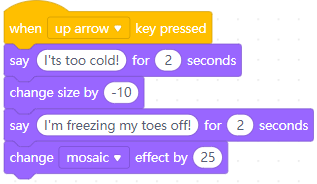 when up arrow key pressed
say I'ts too cold! for 2 seconds
change size by -10
say I'm freezing my toes off! for 2 seconds
change mosaic effect by 25